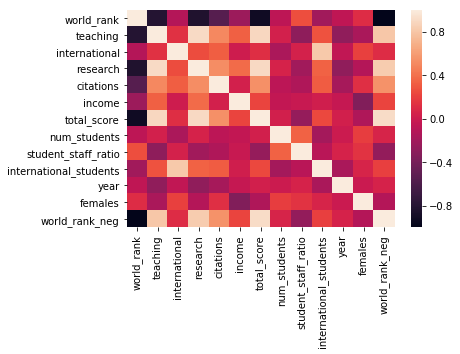 world_rank
teaching
international
research
citations
income
total_score
num_students
student_staff_ratio
international_students
year
females
world_rank_neg
world_rank
teaching
international
research
citations
income
total_score
num_students
student_staff_ratio
international_students
year
females
world_rank_neg
0.8
0.4
0.0
−0.4
−0.8